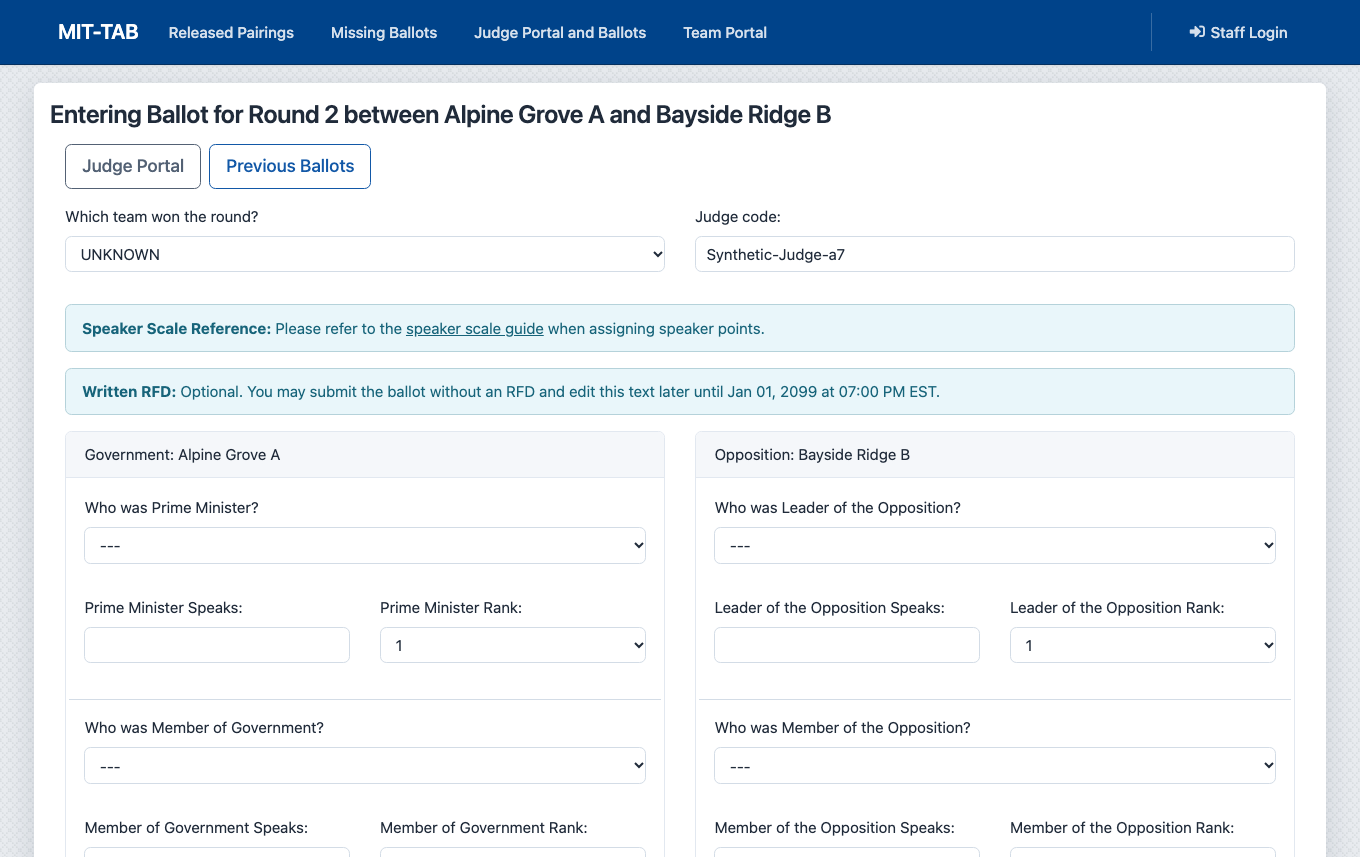 MIT-TAB Released Pairings Missing Ballots Judge Portal and Ballots Team Portal Staff Login
Entering Ballot for Round 2 between Alpine Grove A and Bayside Ridge B
Judge Portal Previous Ballots
Which team won the round? Judge code:
UNKNOWN Synthetic-Judge-a7
Speaker Scale Reference: Please refer to the speaker scale guide when assigning speaker points.
Written RFD: Optional. You may submit the ballot without an RFD and edit this text later until Jan 01, 2099 at 07:00 PM EST.
Government: Alpine Grove A
Who was Prime Minister?
---
Prime Minister Speaks: Prime Minister Rank:
1
Who was Member of Government?
---
Member of Government Speaks: Member of Government Rank:
Opposition: Bayside Ridge B
Who was Leader of the Opposition?
---
Leader of the Opposition Speaks: Leader of the Opposition Rank:
1
Who was Member of the Opposition?
---
Member of the Opposition Speaks: Member of the Opposition Rank: